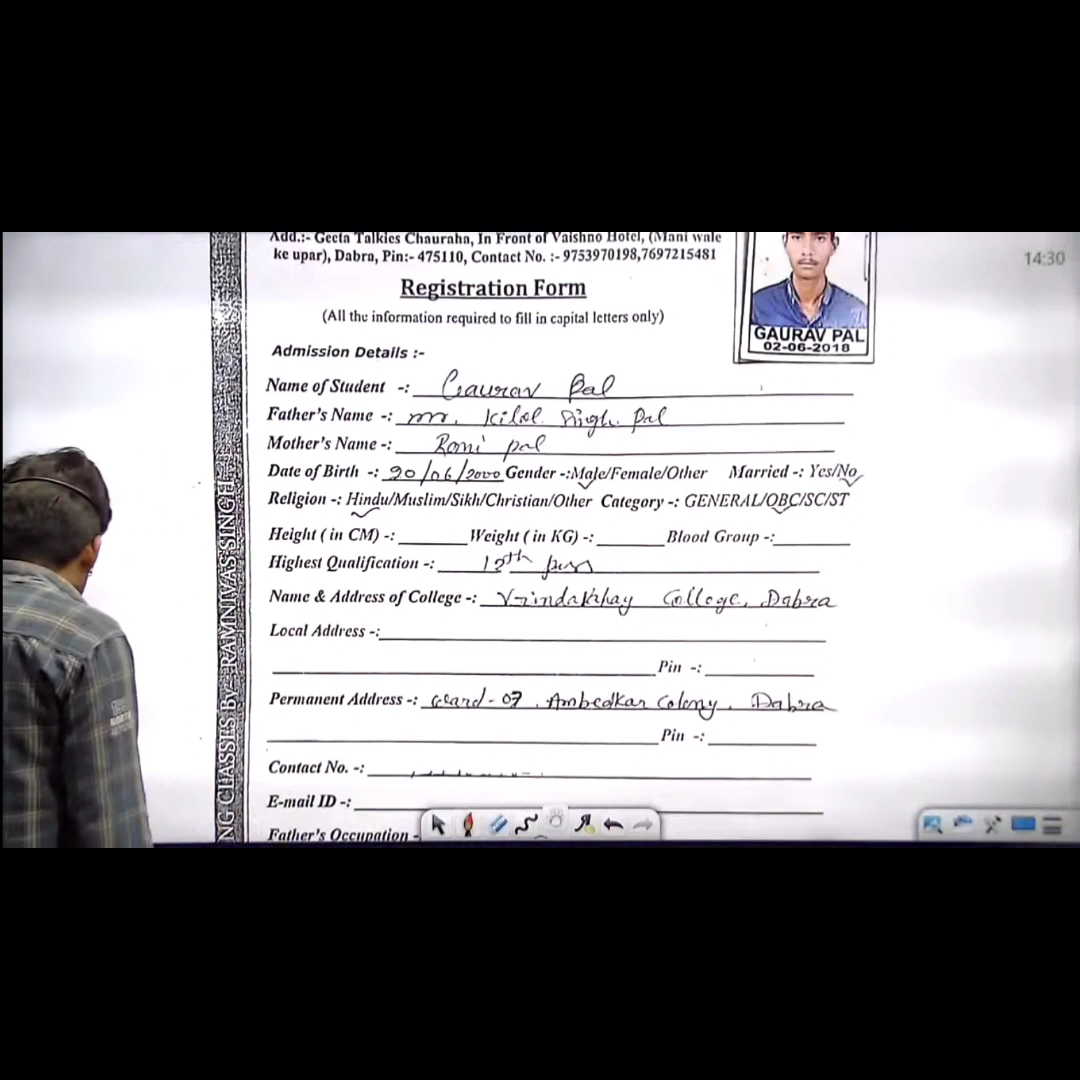 Add.:- Geeta Talkies Chauraha, In Front of Vaishno Hotel, (Mani wale
ke upar), Dabra, Pin:- 475110, Contact No. :- 9753970198,7697215481
14:30
Registration Form
(All the information required to fill in capital letters only)
GAURAV PAL
02-06-2018
Admission Details :-
Name of Student -: Gaurav Pal
Father's Name -: Mr. Singh Pal
Mother's Name -: Pal
Date of Birth -: 20/06/2000 Gender -:Male/Female/Other Married -: Yes/No
Religion -: Hindu/Muslim/Sikh/Christian/Other Category -: GENERAL/OBC/SC/ST
Height ( in CM) -: Weight ( in KG) -: Blood Group -:
Highest Qualification -: 12th pass
Name & Address of College -: College, Dabra
Local Address -:
Pin -:
Permanent Address -: Ward-07, Ambedkar Colony, Dabra
Pin -:
Contact No. -:
E-mail ID -:
Father's Occupation -
NG CLASSES By - RAMNIVAS SINGH